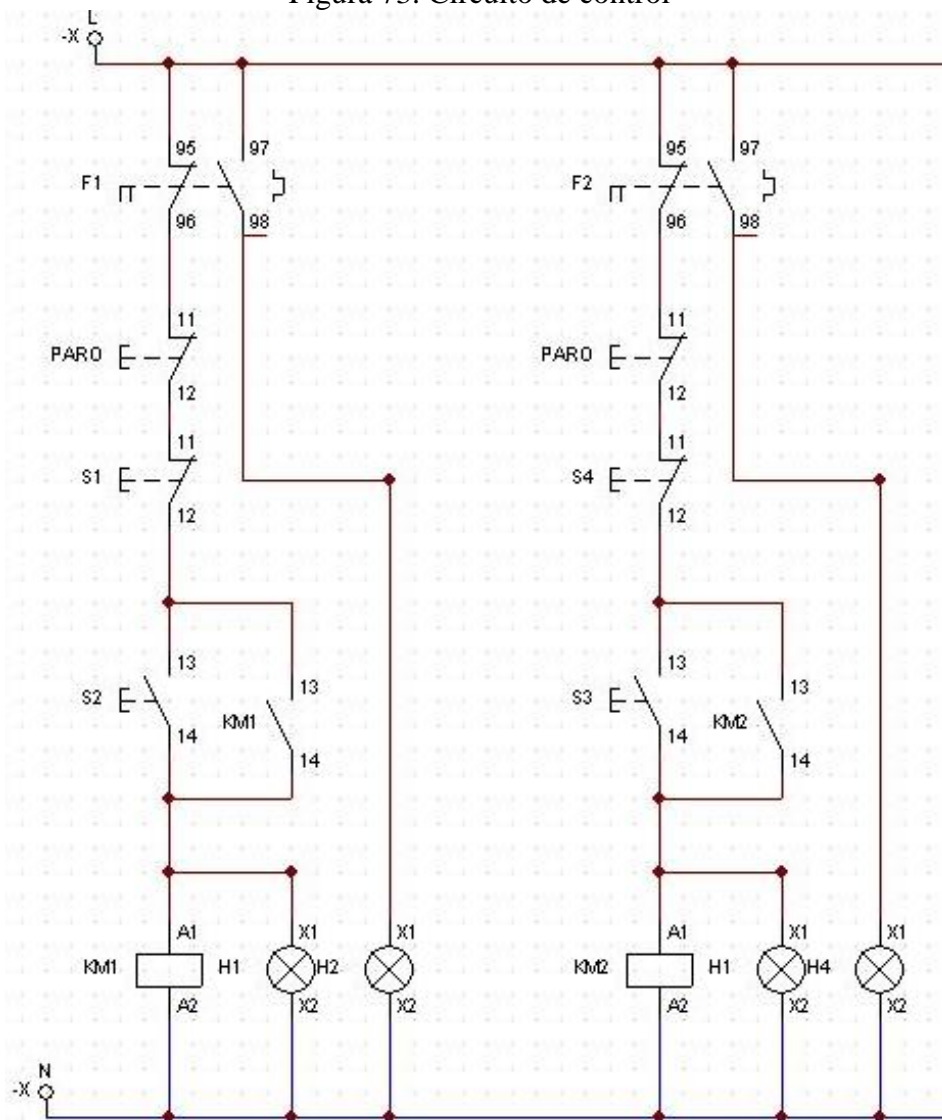 Figura 73. Circuito de control
L
-X
95 97 95 97
F1 F2
96 98 96 98
11 11
PARO PARO
12 12
11 11
S1 S4
12 12
13 13
S2 13 S3 13
KM1 KM2
14 14
14 14
A1 X1 X1 A1 X1 X1
KM1 H1 H2 KM2 H1 H4
A2 X2 X2 A2 X2 X2
N
-X